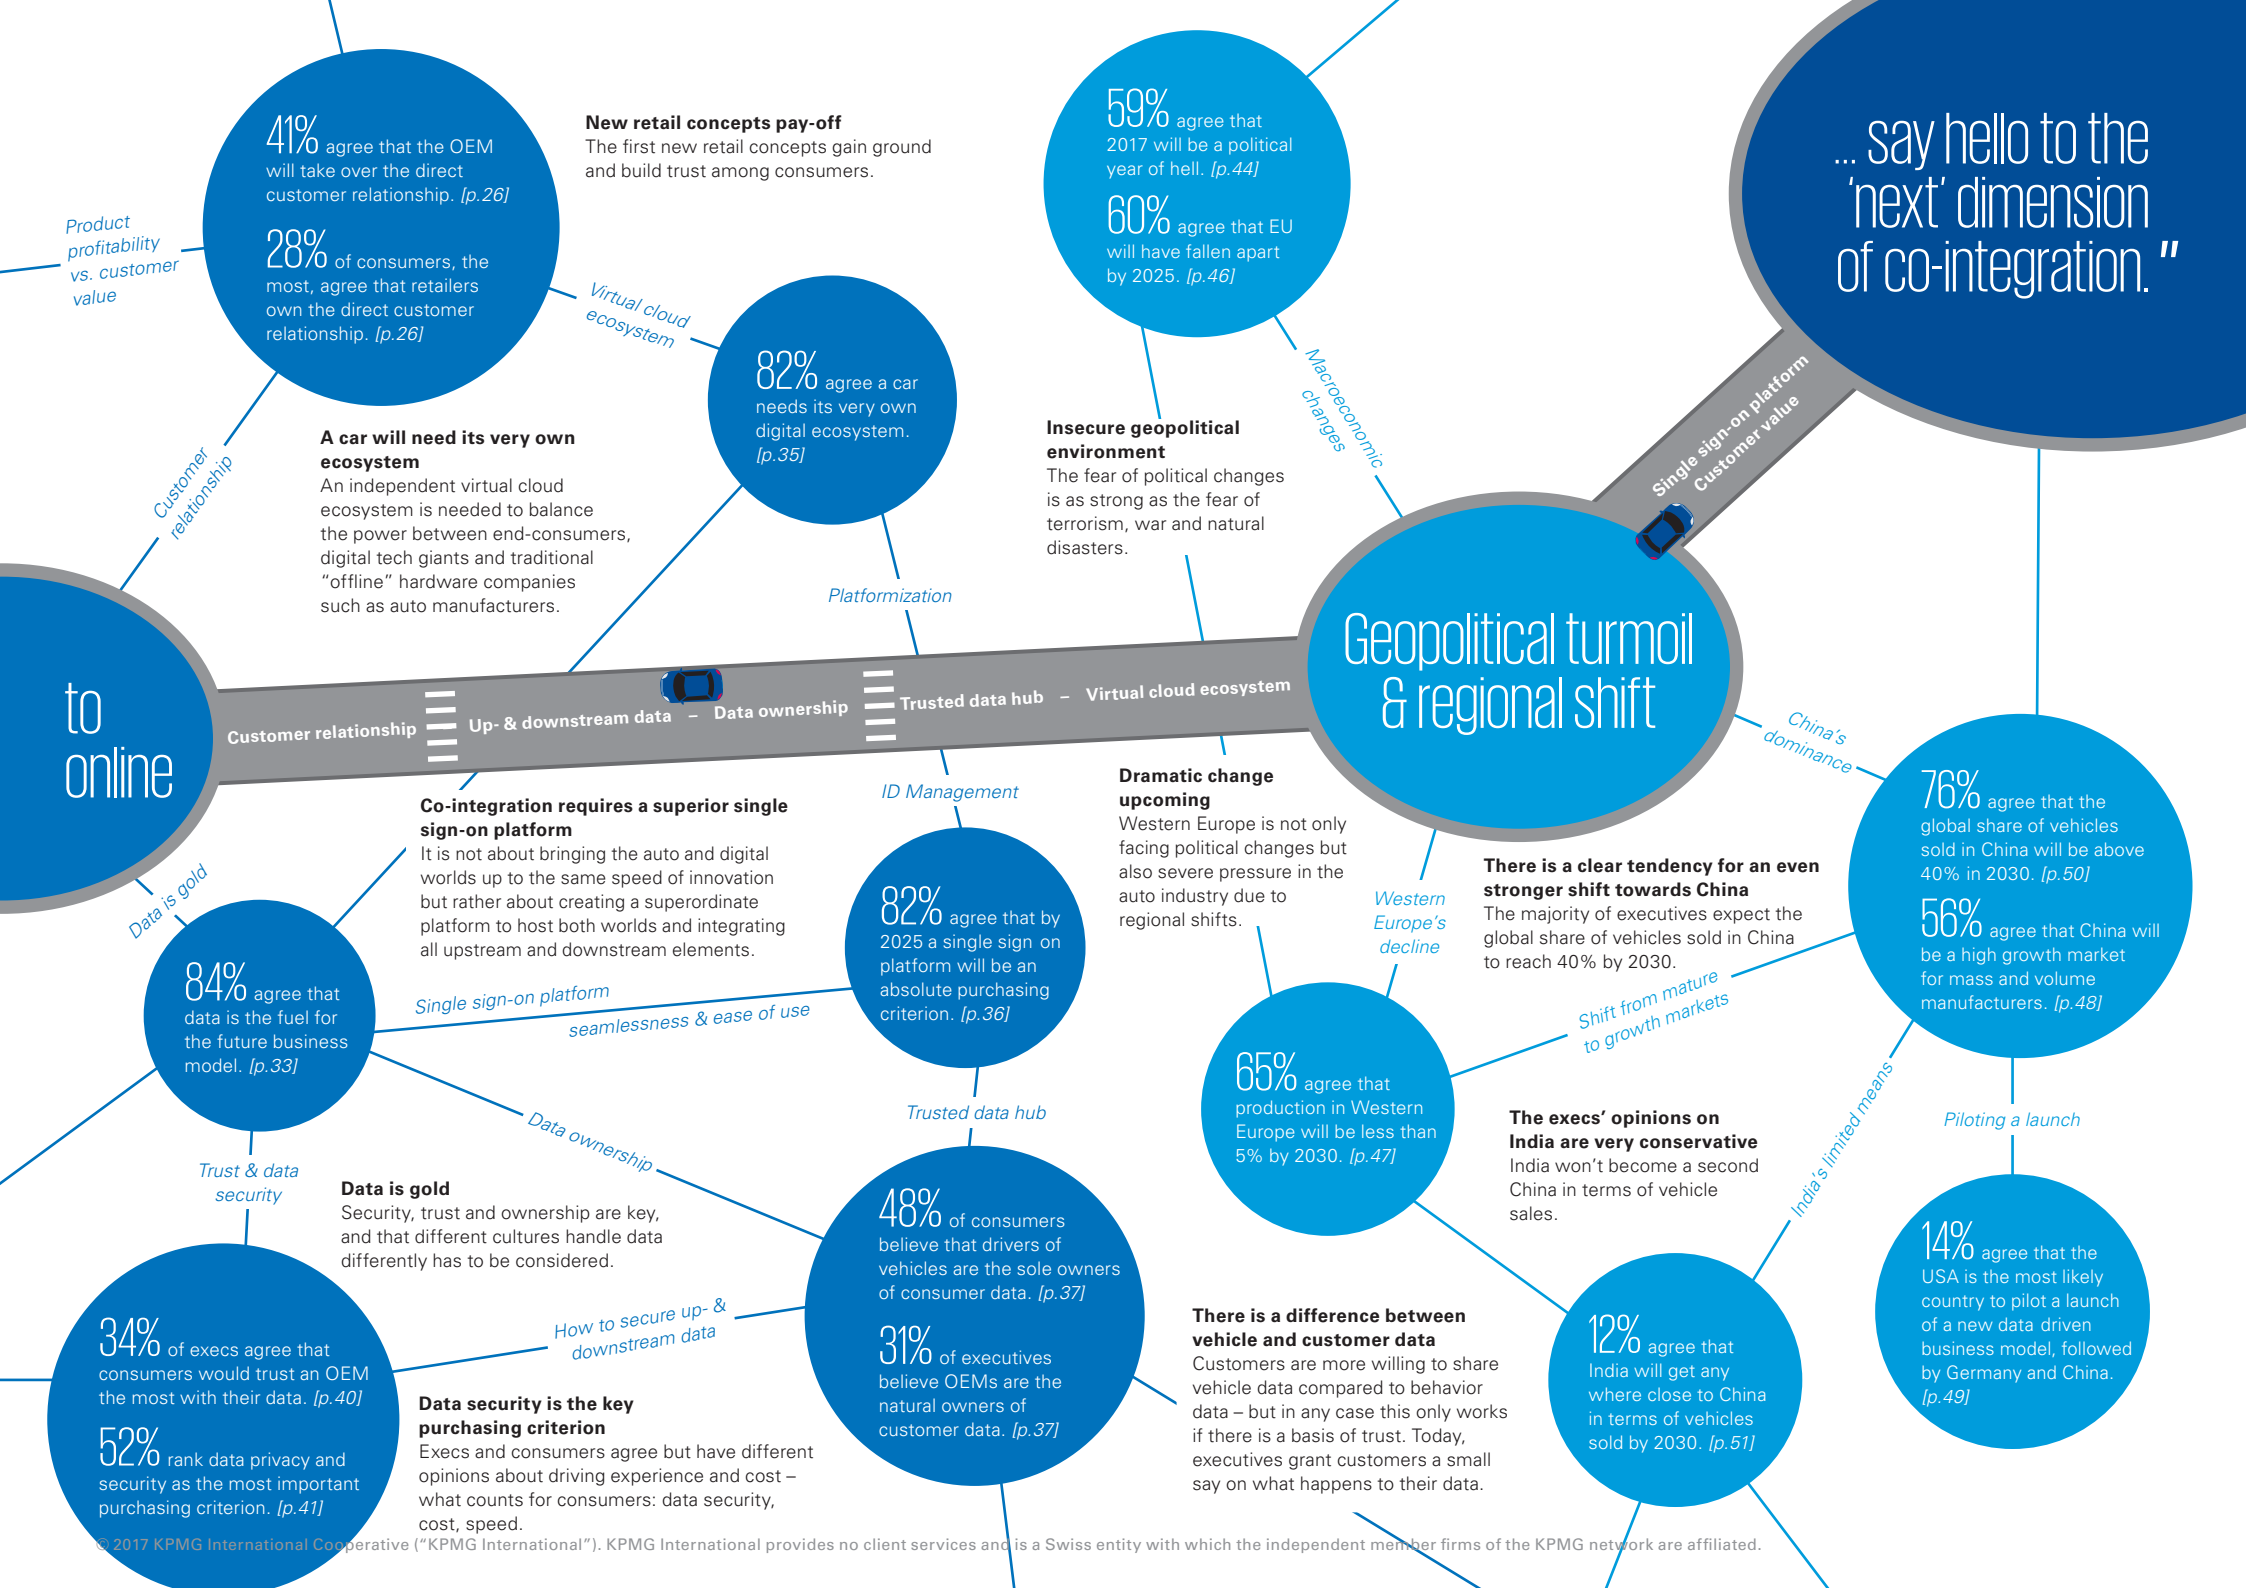 41% agree that the OEM
will take over the direct
customer relationship. [p.26]
28% of consumers, the
most, agree that retailers
own the direct customer
relationship. [p.26]
New retail concepts pay-off
The first new retail concepts gain ground
and build trust among consumers.
59% agree that
2017 will be a political
year of hell. [p.44]
60% agree that EU
will have fallen apart
by 2025. [p.46]
... say hello to the
'next' dimension
of co-integration."
Product
profitability
vs. customer
value
Virtual cloud
ecosystem
82% agree a car
needs its very own
digital ecosystem.
[p.35]
Macroeconomic
changes
Single sign-on platform
Customer value
Customer
relationship
A car will need its very own
ecosystem
An independent virtual cloud
ecosystem is needed to balance
the power between end-consumers,
digital tech giants and traditional
“offline” hardware companies
such as auto manufacturers.
Insecure geopolitical
environment
The fear of political changes
is as strong as the fear of
terrorism, war and natural
disasters.
Platformization
to
online
Customer relationship
Up- & downstream data – Data ownership
Trusted data hub – Virtual cloud ecosystem
Geopolitical turmoil
& regional shift
China’s
dominance
Co-integration requires a superior single
sign-on platform
It is not about bringing the auto and digital
worlds up to the same speed of innovation
but rather about creating a superordinate
platform to host both worlds and integrating
all upstream and downstream elements.
ID Management
Dramatic change
upcoming
Western Europe is not only
facing political changes but
also severe pressure in the
auto industry due to
regional shifts.
76% agree that the
global share of vehicles
sold in China will be above
40% in 2030. [p.50]
56% agree that China will
be a high growth market
for mass and volume
manufacturers. [p.48]
Data is gold
82% agree that by
2025 a single sign on
platform will be an
absolute purchasing
criterion. [p.36]
Western
Europe’s
decline
There is a clear tendency for an even
stronger shift towards China
The majority of executives expect the
global share of vehicles sold in China
to reach 40% by 2030.
84% agree that
data is the fuel for
the future business
model. [p.33]
Single sign-on platform
seamlessness & ease of use
Shift from mature
to growth markets
65% agree that
production in Western
Europe will be less than
5% by 2030. [p.47]
Data ownership
Trusted data hub
The execs’ opinions on
India are very conservative
India won’t become a second
China in terms of vehicle
sales.
India’s limited means
Piloting a launch
Trust & data
security
Data is gold
Security, trust and ownership are key,
and that different cultures handle data
differently has to be considered.
48% of consumers
believe that drivers of
vehicles are the sole owners
of consumer data. [p.37]
31% of executives
believe OEMs are the
natural owners of
customer data. [p.37]
14% agree that the
USA is the most likely
country to pilot a launch
of a new data driven
business model, followed
by Germany and China.
[p.49]
34% of execs agree that
consumers would trust an OEM
the most with their data. [p.40]
52% rank data privacy and
security as the most important
purchasing criterion. [p.41]
How to secure up- &
downstream data
There is a difference between
vehicle and customer data
Customers are more willing to share
vehicle data compared to behavior
data – but in any case this only works
if there is a basis of trust. Today,
executives grant customers a small
say on what happens to their data.
12% agree that
India will get any
where close to China
in terms of vehicles
sold by 2030. [p.51]
Data security is the key
purchasing criterion
Execs and consumers agree but have different
opinions about driving experience and cost –
what counts for consumers: data security,
cost, speed.
© 2017 KPMG International Cooperative (“KPMG International”). KPMG International provides no client services and is a Swiss entity with which the independent member firms of the KPMG network are affiliated.